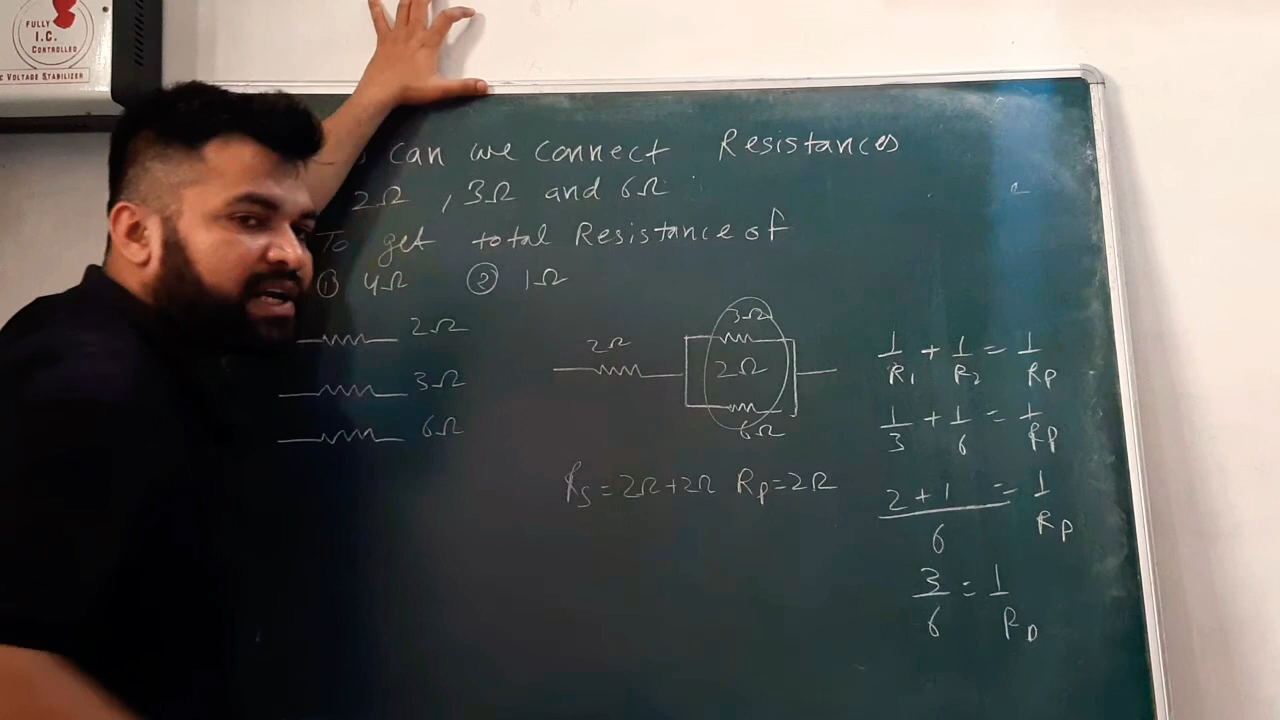 FULLY
I.C.
CONTROLLED
C VOLTAGE STABILIZER
can we connect Resistances
2Ω , 3Ω and 6Ω
To get total Resistance of
① 4Ω ② 1Ω
2Ω
3Ω
6Ω
2Ω
3Ω
2Ω
6Ω
Rs = 2Ω+2Ω Rp=2Ω
1/R1 + 1/R2 = 1/Rp
1/3 + 1/6 = 1/Rp
2+1/6 = 1/Rp
3/6 = 1/Rp